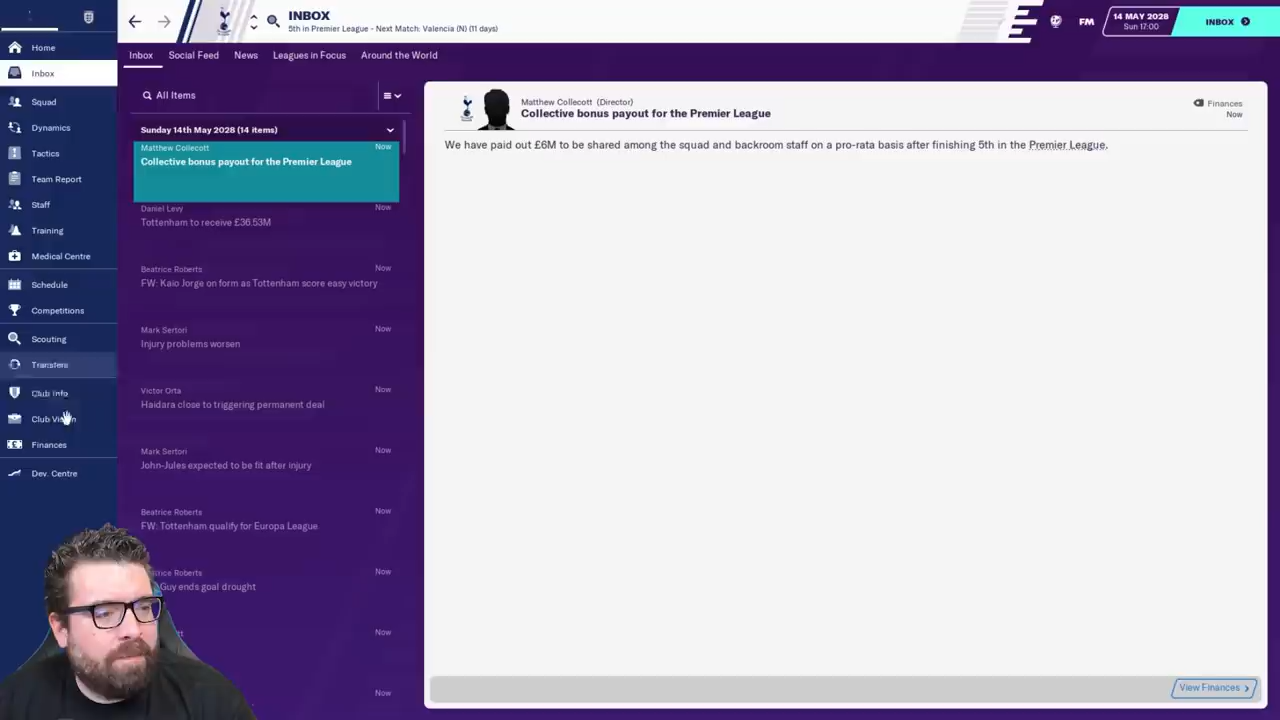 INBOX
5th in Premier League - Next Match: Valencia (N) (11 days)
FM
14 MAY 2028
Sun 17:00
INBOX
Home
Inbox
Squad
Dynamics
Tactics
Team Report
Staff
Training
Medical Centre
Schedule
Competitions
Scouting
Transfers
Club Info
Club Vision
Finances
Dev. Centre
Inbox
Social Feed
News
Leagues in Focus
Around the World
All Items
Sunday 14th May 2028 (14 items)
Matthew Collecott
Now
Collective bonus payout for the Premier League
Daniel Levy
Now
Tottenham to receive £36.53M
Beatrice Roberts
Now
FW: Kaio Jorge on form as Tottenham score easy victory
Mark Sertori
Now
Injury problems worsen
Victor Orta
Now
Haidara close to triggering permanent deal
Mark Sertori
Now
John-Jules expected to be fit after injury
Beatrice Roberts
Now
FW: Tottenham qualify for Europa League
Roberts
Now
Guy ends goal drought
Now
Now
Matthew Collecott (Director)
Collective bonus payout for the Premier League
Finances
Now
We have paid out £6M to be shared among the squad and backroom staff on a pro-rata basis after finishing 5th in the Premier League.
View Finances